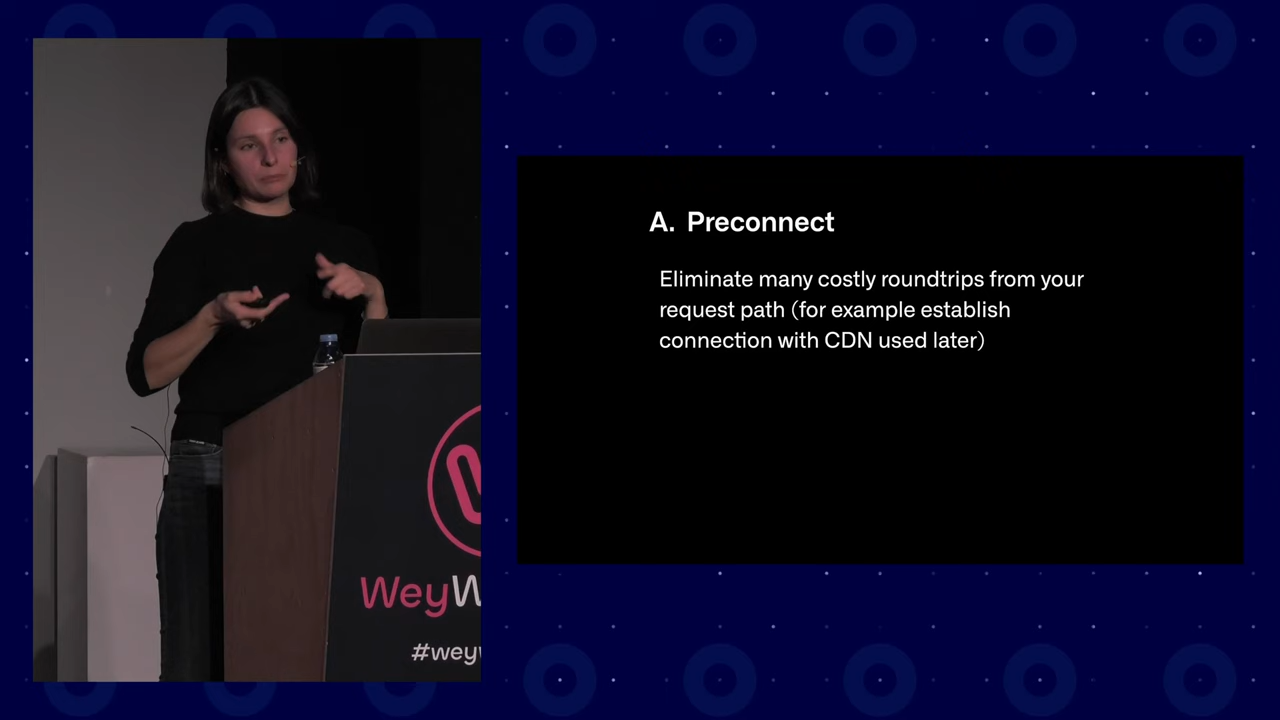 A. Preconnect
Eliminate many costly roundtrips from your
request path (for example establish
connection with CDN used later)
WeyW
#weyw